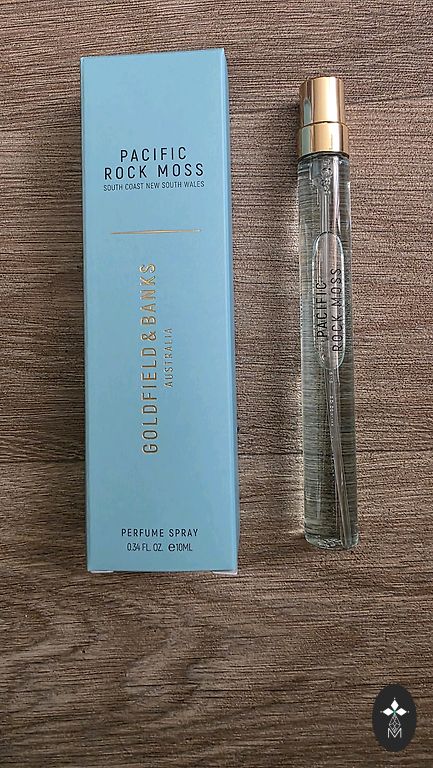 PACIFIC
ROCK MOSS
SOUTH COAST NEW SOUTH WALES
GOLDFIELD & BANKS
AUSTRALIA
PERFUME SPRAY
0.34 FL. OZ. ℮10ML
PACIFIC
ROCK MOSS